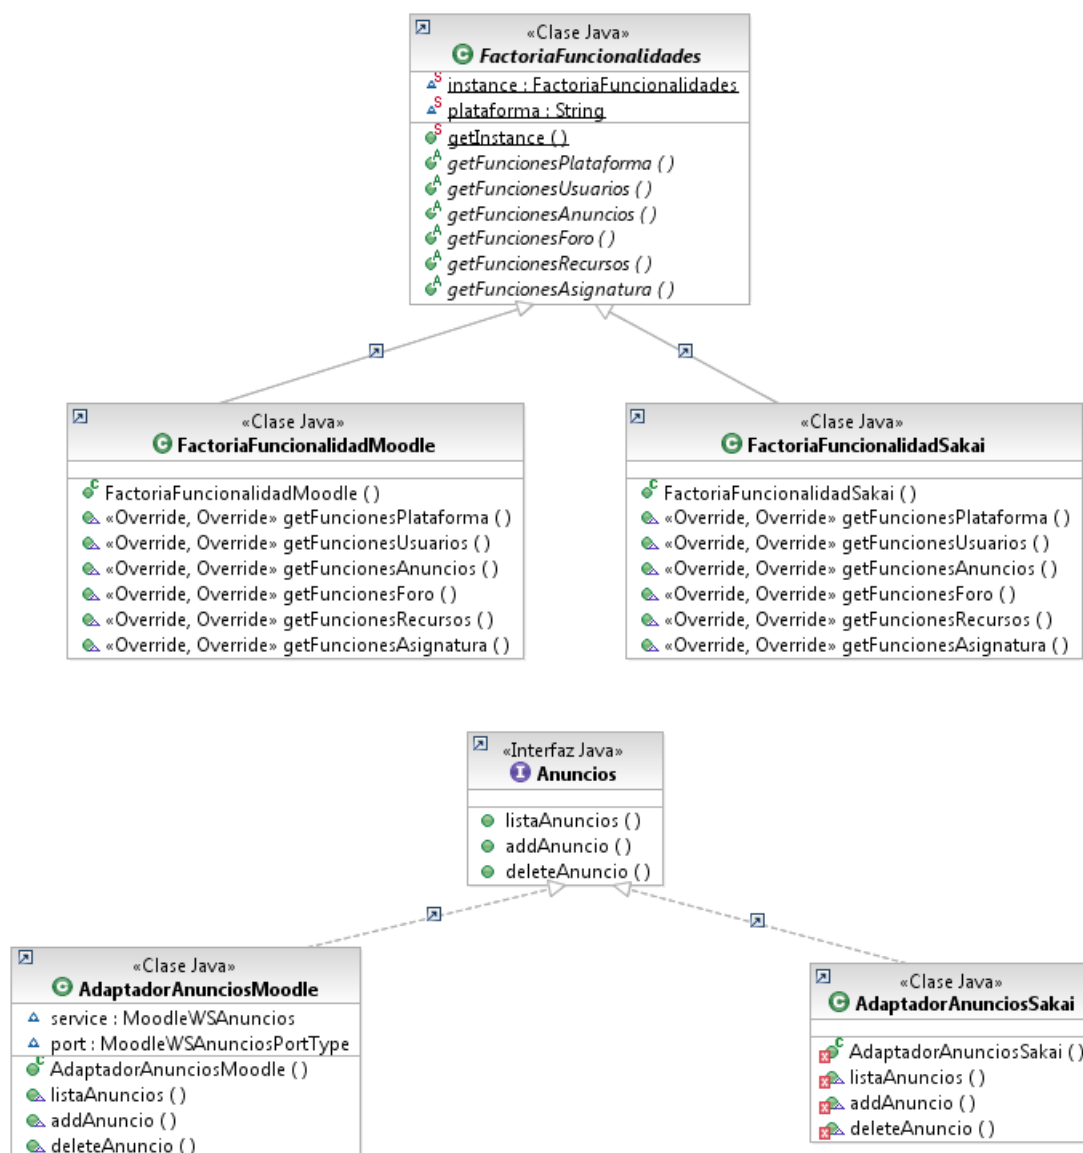 «Clase Java»
FactoriaFuncionalidades
instance : FactoriaFuncionalidades
plataforma : String
getInstance ( )
getFuncionesPlataforma ( )
getFuncionesUsuarios ( )
getFuncionesAnuncios ( )
getFuncionesForo ( )
getFuncionesRecursos ( )
getFuncionesAsignatura ( )
«Clase Java»
FactoriaFuncionalidadMoodle
FactoriaFuncionalidadMoodle ( )
«Override, Override» getFuncionesPlataforma ( )
«Override, Override» getFuncionesUsuarios ( )
«Override, Override» getFuncionesAnuncios ( )
«Override, Override» getFuncionesForo ( )
«Override, Override» getFuncionesRecursos ( )
«Override, Override» getFuncionesAsignatura ( )
«Clase Java»
FactoriaFuncionalidadSakai
FactoriaFuncionalidadSakai ( )
«Override, Override» getFuncionesPlataforma ( )
«Override, Override» getFuncionesUsuarios ( )
«Override, Override» getFuncionesAnuncios ( )
«Override, Override» getFuncionesForo ( )
«Override, Override» getFuncionesRecursos ( )
«Override, Override» getFuncionesAsignatura ( )
«Interfaz Java»
Anuncios
listaAnuncios ( )
addAnuncio ( )
deleteAnuncio ( )
«Clase Java»
AdaptadorAnunciosMoodle
service : MoodleWSAnuncios
port : MoodleWSAnunciosPortType
AdaptadorAnunciosMoodle ( )
listaAnuncios ( )
addAnuncio ( )
deleteAnuncio ( )
«Clase Java»
AdaptadorAnunciosSakai
AdaptadorAnunciosSakai ( )
listaAnuncios ( )
addAnuncio ( )
deleteAnuncio ( )